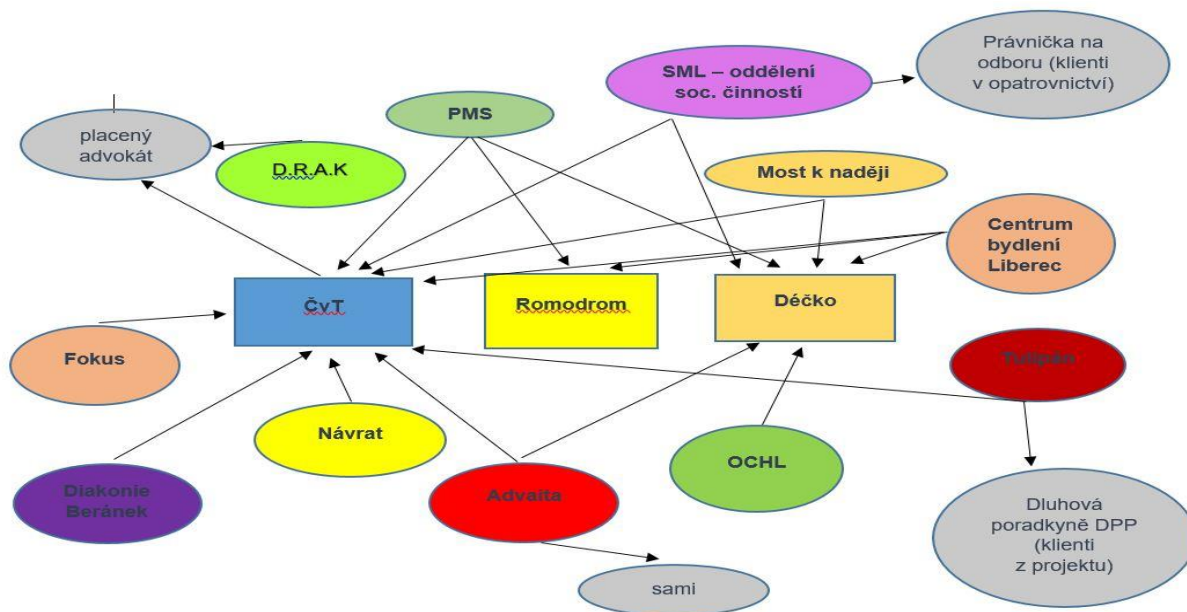 Právnička na
odboru (klienti
v opatrovnictví)
SML – oddělení
soc. činností
PMS
placený
advokát
D.R.A.K
Most k naději
Centrum
bydlení
Liberec
ČvT
Romodrom
Déčko
Fokus
Tulipán
Návrat
OCHL
Diakonie
Beránek
Advaita
Dluhová
poradkyně DPP
(klienti
z projektu)
sami